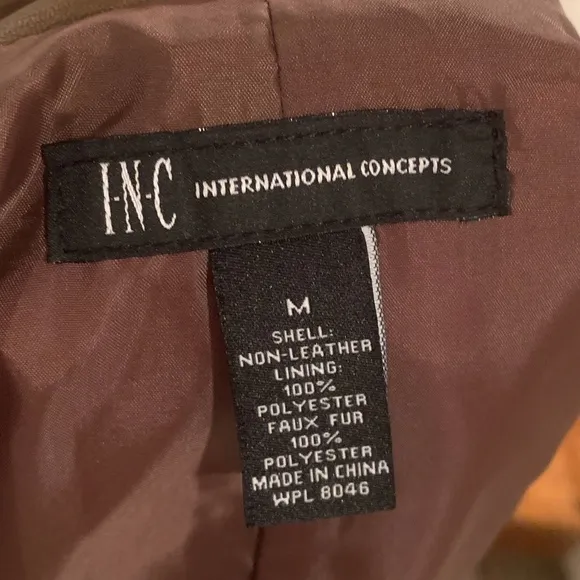 I-N-C INTERNATIONAL CONCEPTS
M
SHELL:
NON-LEATHER
LINING:
100%
POLYESTER
FAUX FUR
100%
POLYESTER
MADE IN CHINA
WPL 8046